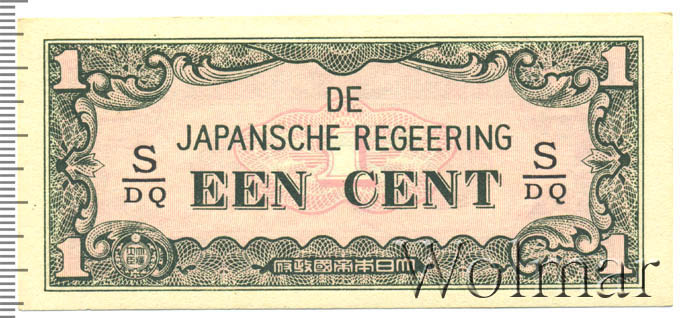 1 1
DE
JAPANSCHE REGEERING
S/DQ EEN CENT S/DQ
1 1
府政國帝本日大
Wolmar